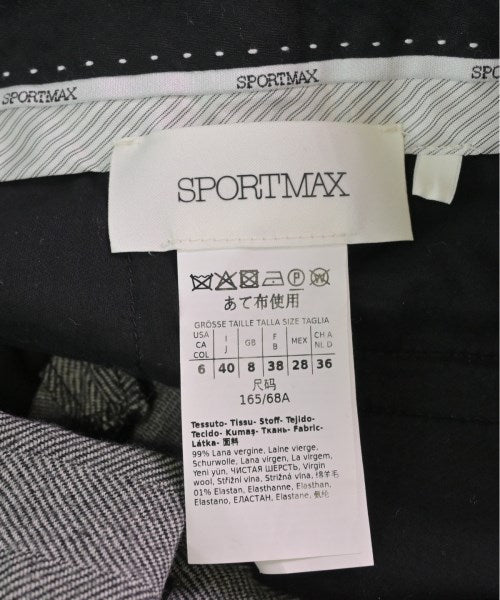 SPORTMAX
SPORTMAX
SPO
SPORTMAX
あて布使用
GRÖSSE TAILLE TALLA SIZE TAGLIA
USA CA COL I J GB F B MEX CH A NL D
6 40 8 38 28 36
尺码
165/68A
Tessuto- Tissu- Stoff- Tejido-
Tecido- Kumaş- Ткань- Fabric-
Látka- 面料
99% Lana vergine, Laine vierge,
Schurwolle, Lana vírgen, La virgem,
Yeni yün, ЧИСТАЯ ШЕРСТЬ, Virgin
wool, Střižní vlna, Strižná vlna, 绵羊毛
01% Elastan, Elasthanne, Elasthan,
Elastano, ЕЛАСТАН, Elastane, 氨纶